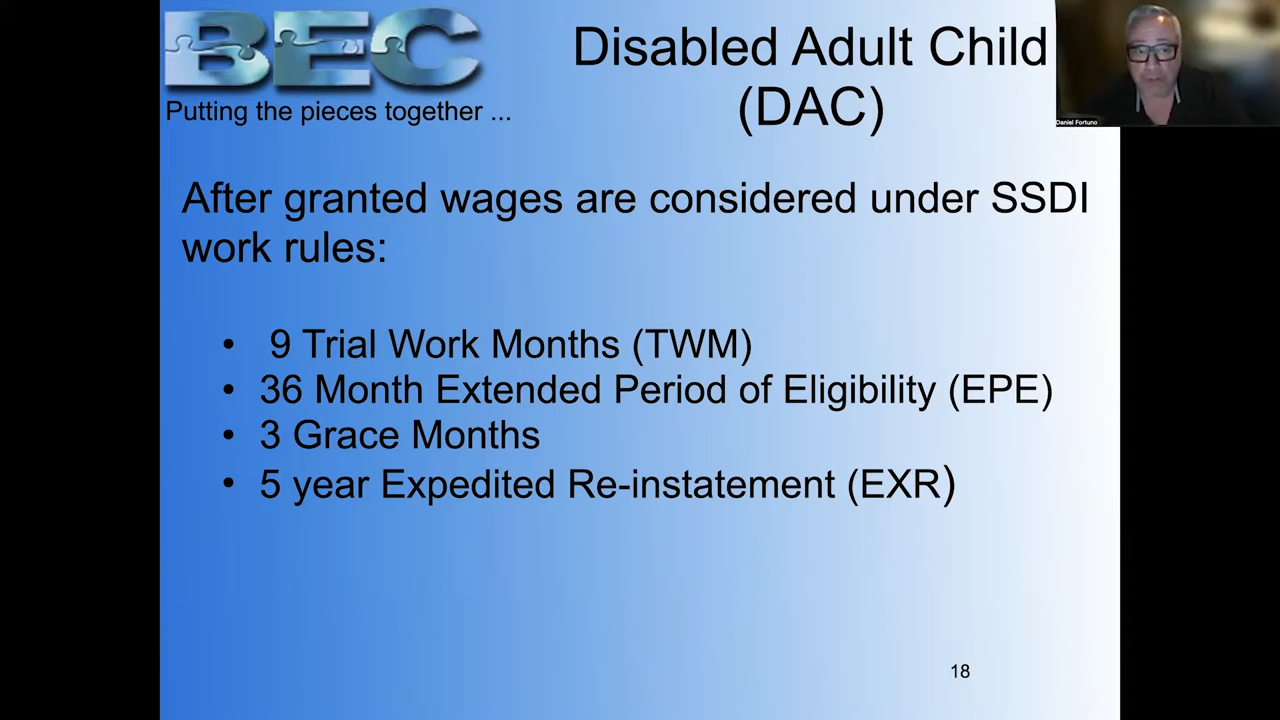 BEC
Putting the pieces together ...
Disabled Adult Child
(DAC)
Daniel Fortuno
After granted wages are considered under SSDI
work rules:
• 9 Trial Work Months (TWM)
• 36 Month Extended Period of Eligibility (EPE)
• 3 Grace Months
• 5 year Expedited Re-instatement (EXR)
18